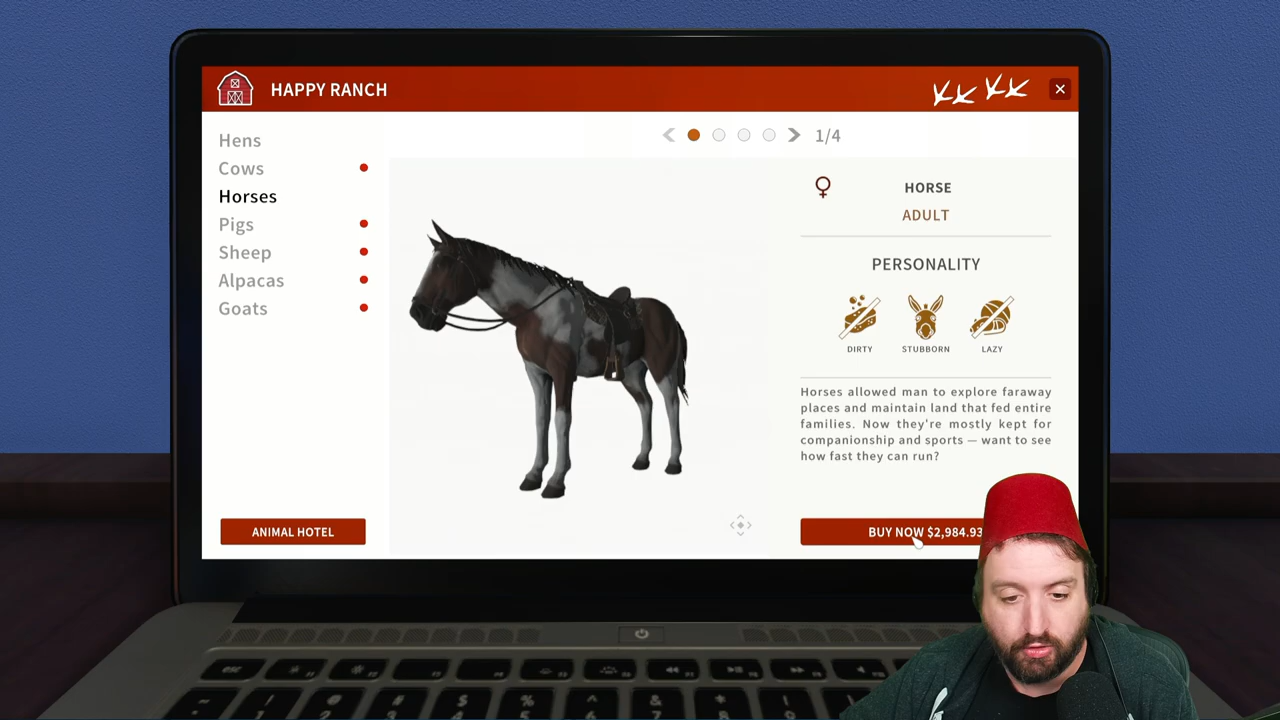 HAPPY RANCH
1/4
Hens
Cows
Horses
Pigs
Sheep
Alpacas
Goats
HORSE
ADULT
PERSONALITY
DIRTY STUBBORN LAZY
Horses allowed man to explore faraway
places and maintain land that fed entire
families. Now they're mostly kept for
companionship and sports — want to see
how fast they can run?
ANIMAL HOTEL
BUY NOW $2,984.93
esc